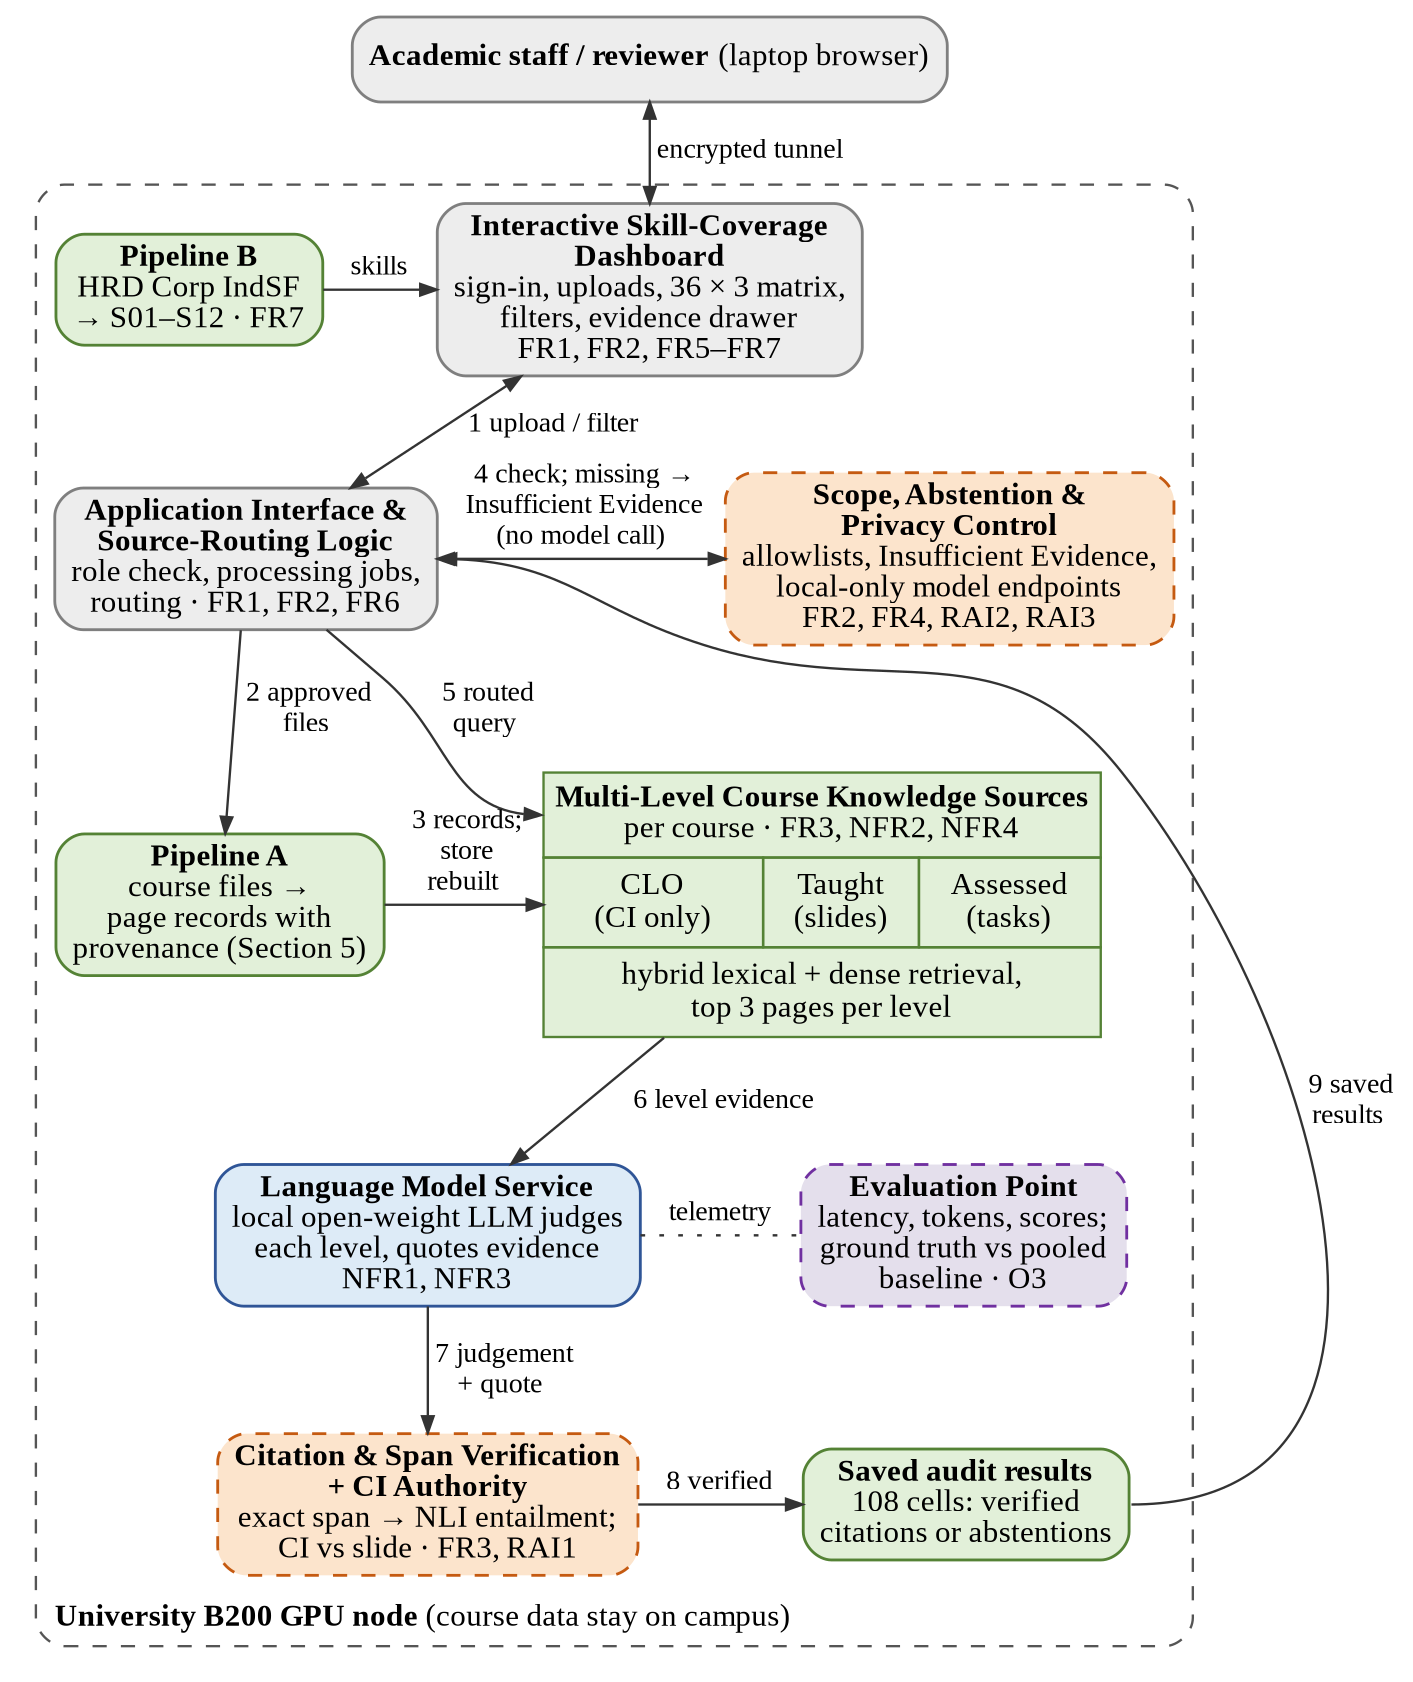 Academic staff / reviewer (laptop browser)
encrypted tunnel
Pipeline B
HRD Corp IndSF
→ S01–S12 · FR7
skills
Interactive Skill-Coverage
Dashboard
sign-in, uploads, 36 × 3 matrix,
filters, evidence drawer
FR1, FR2, FR5–FR7
1 upload / filter
Application Interface &
Source-Routing Logic
role check, processing jobs,
routing · FR1, FR2, FR6
4 check; missing →
Insufficient Evidence
(no model call)
Scope, Abstention &
Privacy Control
allowlists, Insufficient Evidence,
local-only model endpoints
FR2, FR4, RAI2, RAI3
2 approved
files
5 routed
query
Pipeline A
course files →
page records with
provenance (Section 5)
3 records;
store
rebuilt
Multi-Level Course Knowledge Sources
per course · FR3, NFR2, NFR4
CLO
(CI only)
Taught
(slides)
Assessed
(tasks)
hybrid lexical + dense retrieval,
top 3 pages per level
6 level evidence
9 saved
results
Language Model Service
local open-weight LLM judges
each level, quotes evidence
NFR1, NFR3
telemetry
Evaluation Point
latency, tokens, scores;
ground truth vs pooled
baseline · O3
7 judgement
+ quote
Citation & Span Verification
+ CI Authority
exact span → NLI entailment;
CI vs slide · FR3, RAI1
8 verified
Saved audit results
108 cells: verified
citations or abstentions
University B200 GPU node (course data stay on campus)